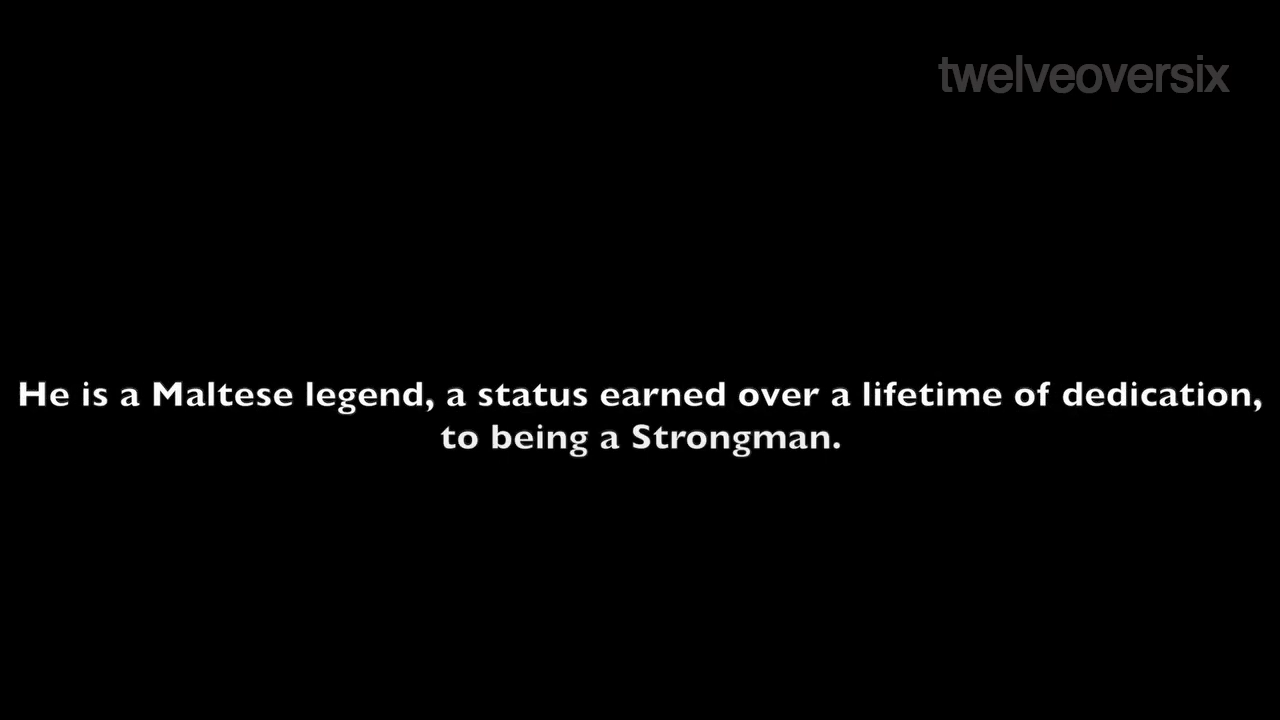 twelveoversix
He is a Maltese legend, a status earned over a lifetime of dedication,
to being a Strongman.